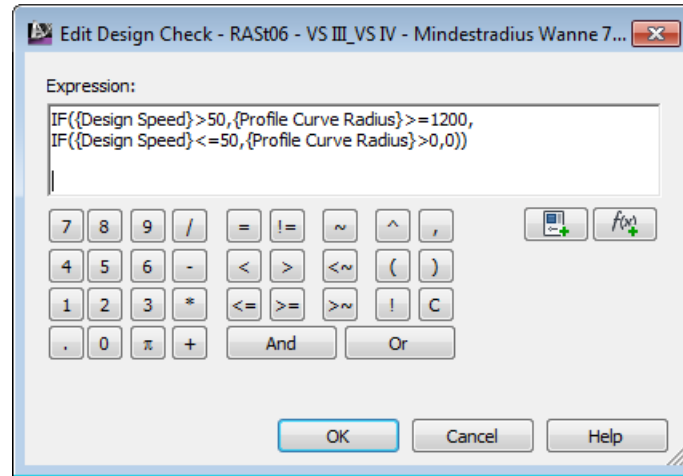 Edit Design Check - RASt06 - VS III_VS IV - Mindestradius Wanne 7...
Expression:
IF({Design Speed}>50,{Profile Curve Radius}>=1200,
IF({Design Speed}<=50,{Profile Curve Radius}>0,0))
7 8 9 / = != ~ ^ , f(x)
4 5 6 - < > <~ ( )
1 2 3 * <= >= >~ ! C
. 0 π + And Or
OK Cancel Help